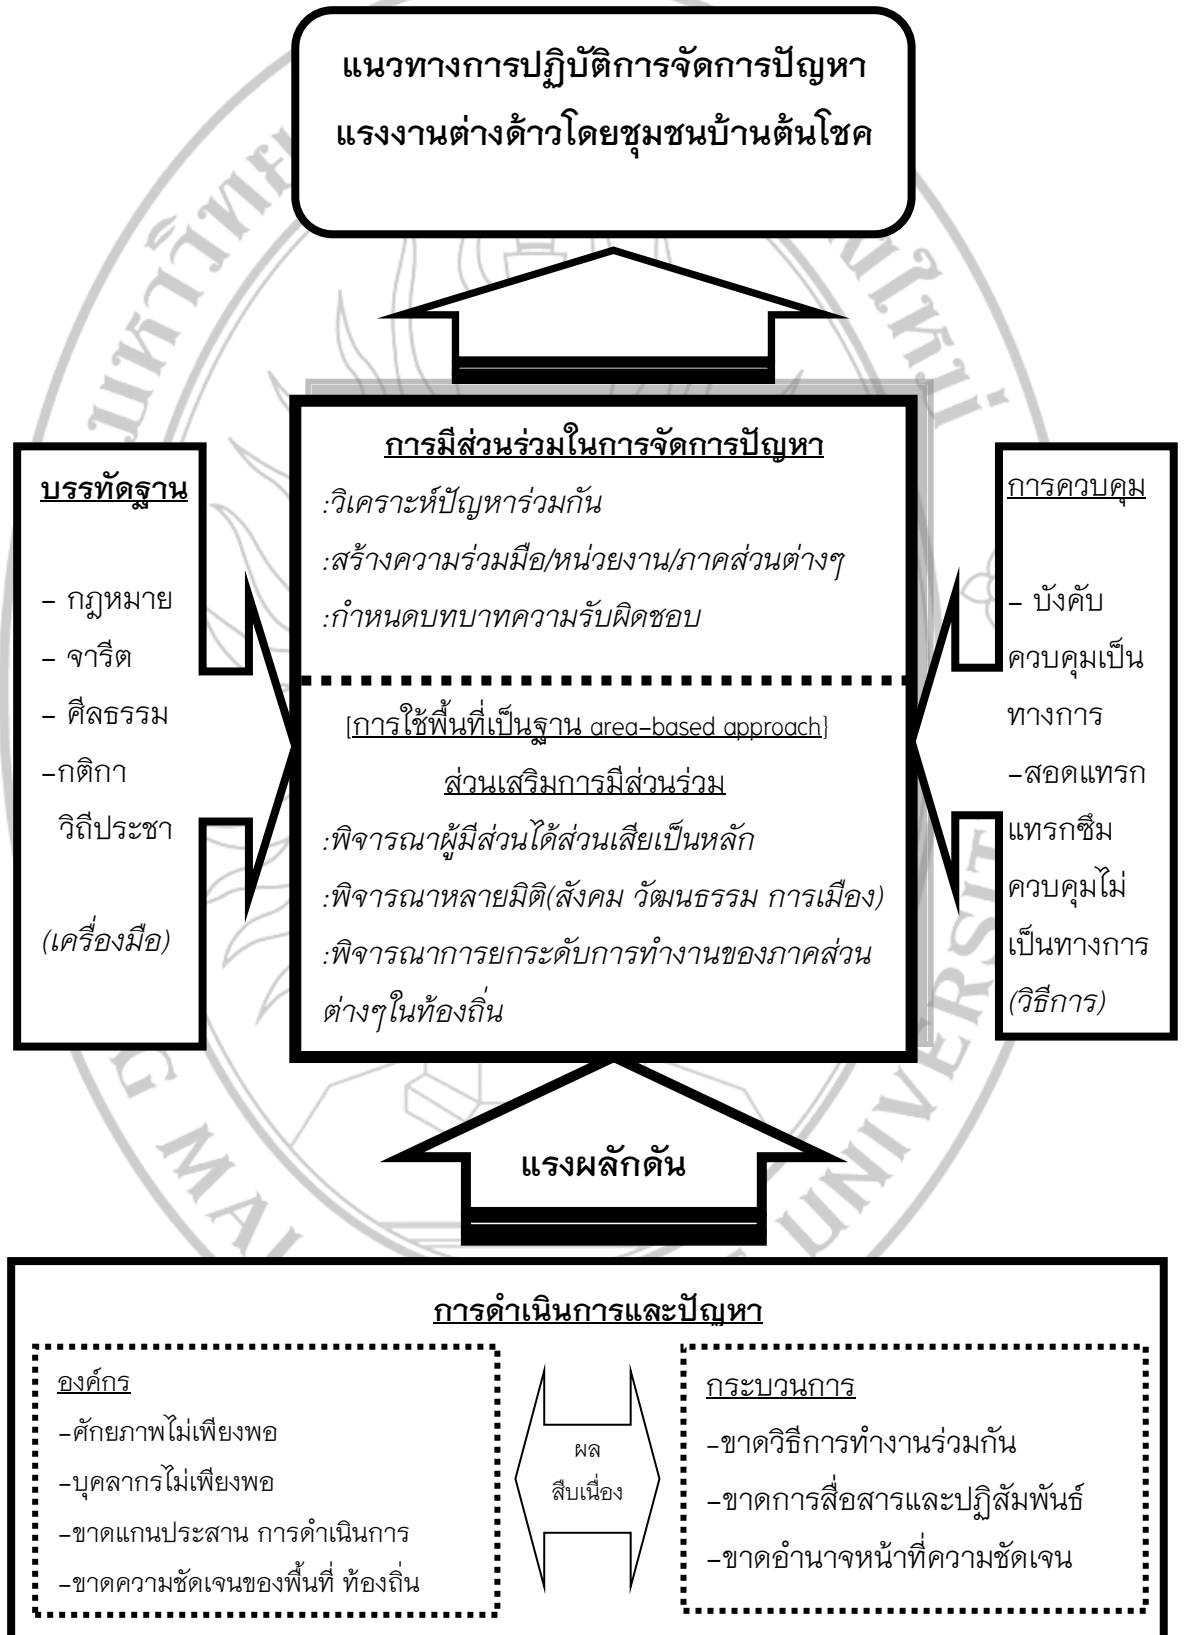 แนวทางการปฏิบัติการจัดการปัญหา
แรงงานต่างด้าวโดยชุมชนบ้านต้นโชค
การมีส่วนร่วมในการจัดการปัญหา
:วิเคราะห์ปัญหาร่วมกัน
:สร้างความร่วมมือ/หน่วยงาน/ภาคส่วนต่างๆ
:กำหนดบทบาทความรับผิดชอบ
[การใช้พื้นที่เป็นฐาน area-based approach}
ส่วนเสริมการมีส่วนร่วม
:พิจารณาผู้มีส่วนได้ส่วนเสียเป็นหลัก
:พิจารณาหลายมิติ(สังคม วัฒนธรรม การเมือง)
:พิจารณาการยกระดับการทำงานของภาคส่วน
ต่างๆในท้องถิ่น
บรรทัดฐาน
- กฎหมาย
- จารีต
- ศีลธรรม
-กติกา
วิถีประชา
(เครื่องมือ)
การควบคุม
- บังคับ
ควบคุมเป็น
ทางการ
-สอดแทรก
แทรกซึม
ควบคุมไม่
เป็นทางการ
(วิธีการ)
แรงผลักดัน
การดำเนินการและปัญหา
องค์กร
-ศักยภาพไม่เพียงพอ
-บุคลากรไม่เพียงพอ
-ขาดแกนประสาน การดำเนินการ
-ขาดความชัดเจนของพื้นที่ ท้องถิ่น
ผล
สืบเนื่อง
กระบวนการ
-ขาดวิธีการทำงานร่วมกัน
-ขาดการสื่อสารและปฏิสัมพันธ์
-ขาดอำนาจหน้าที่ความชัดเจน